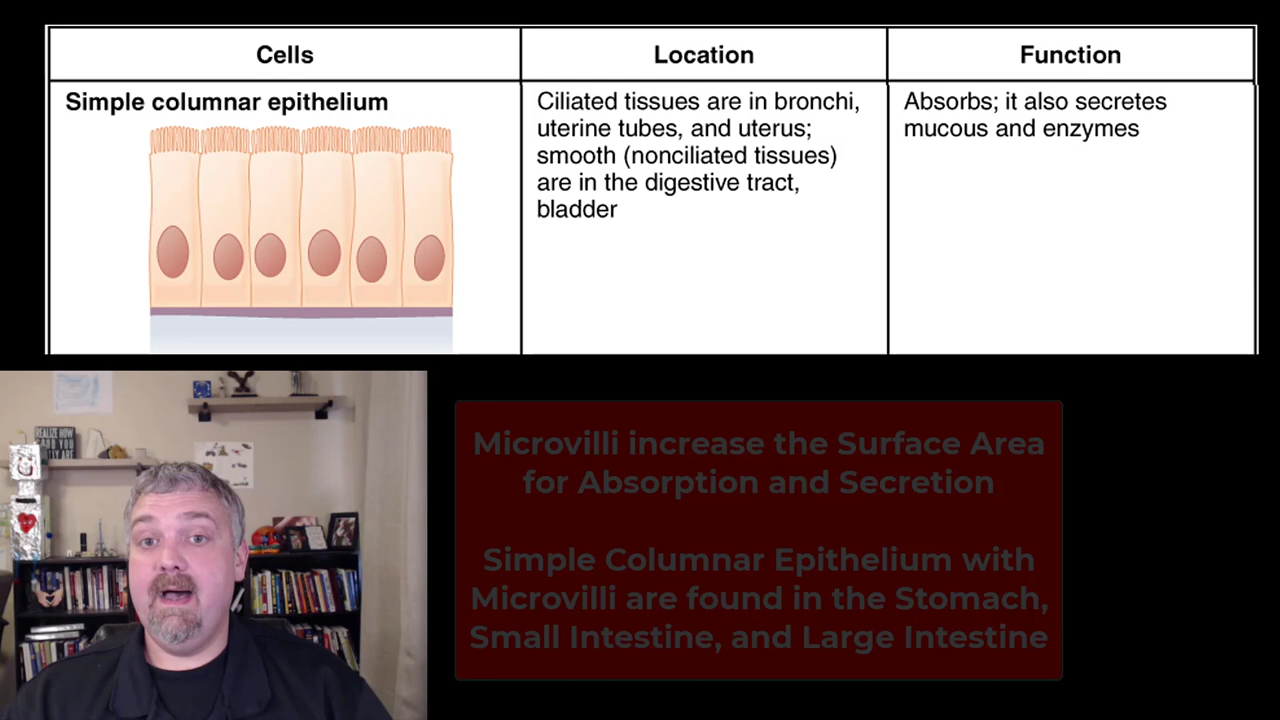 Cells
Location
Function
Simple columnar epithelium
Ciliated tissues are in bronchi,
uterine tubes, and uterus;
smooth (nonciliated tissues)
are in the digestive tract,
bladder
Absorbs; it also secretes
mucous and enzymes
REALIZE HOW
Microvilli increase the Surface Area
for Absorption and Secretion
Simple Columnar Epithelium with
Microvilli are found in the Stomach,
Small Intestine, and Large Intestine